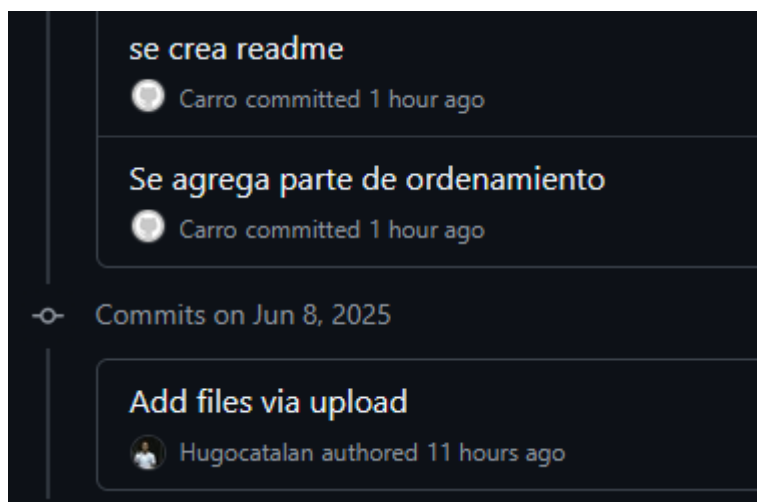 se crea readme
Carro committed 1 hour ago
Se agrega parte de ordenamiento
Carro committed 1 hour ago
Commits on Jun 8, 2025
Add files via upload
Hugocatalan authored 11 hours ago